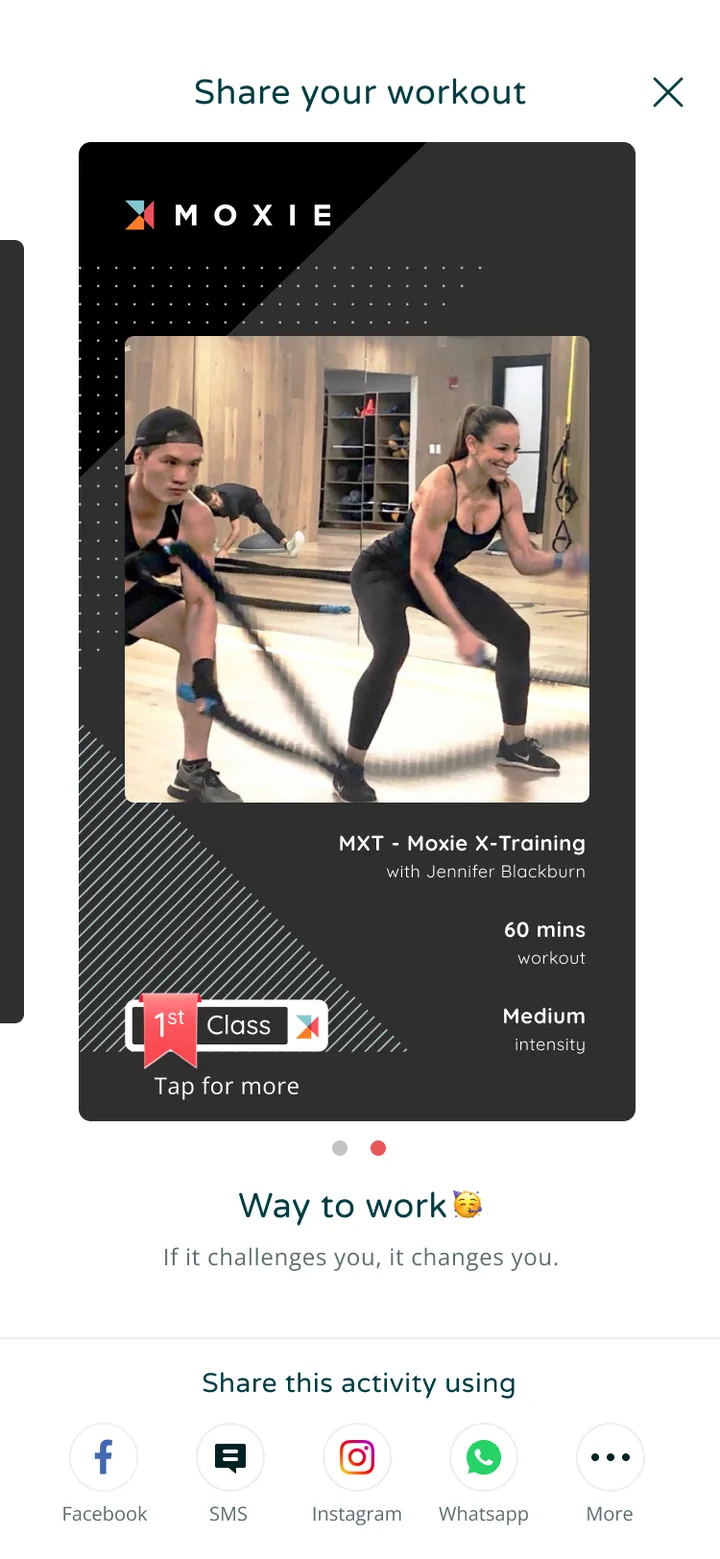 Share your workout
MOXIE
MXT - Moxie X-Training
with Jennifer Blackburn
60 mins
workout
Medium
intensity
1st Class
Tap for more
Way to work🥳
If it challenges you, it changes you.
Share this activity using
Facebook SMS Instagram Whatsapp More